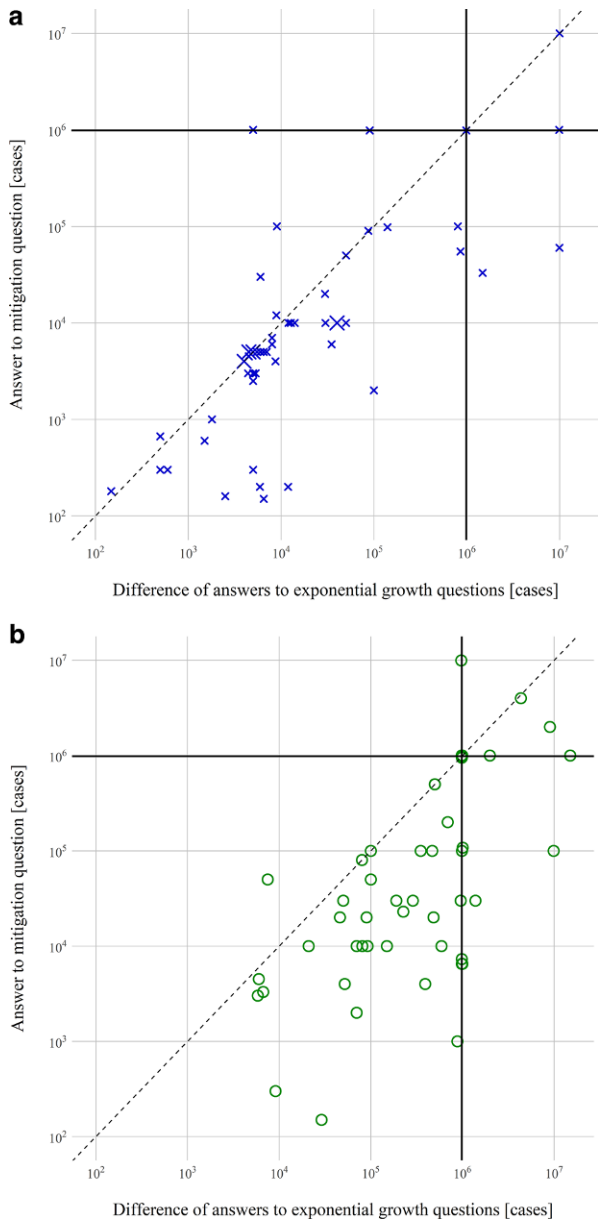 a
10⁷
10⁶
10⁵
10⁴
10³
10²
Answer to mitigation question [cases]
10² 10³ 10⁴ 10⁵ 10⁶ 10⁷
Difference of answers to exponential growth questions [cases]
b
10⁷
10⁶
10⁵
10⁴
10³
10²
Answer to mitigation question [cases]
10² 10³ 10⁴ 10⁵ 10⁶ 10⁷
Difference of answers to exponential growth questions [cases]